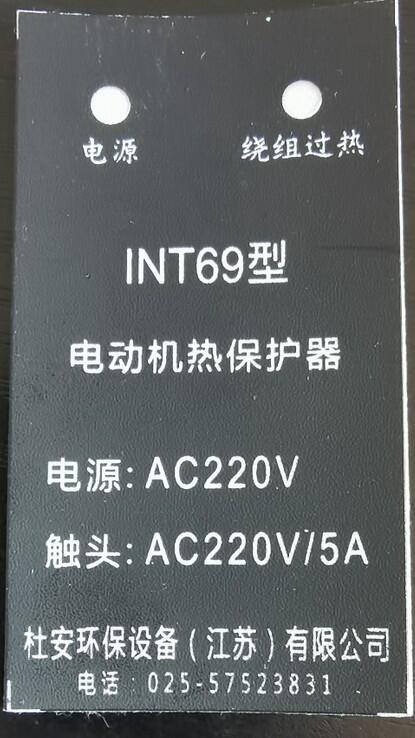 电源 绕组过热
INT69型
电动机热保护器
电源: AC220V
触头: AC220V/5A
杜安环保设备(江苏)有限公司
电话: 025-57523831